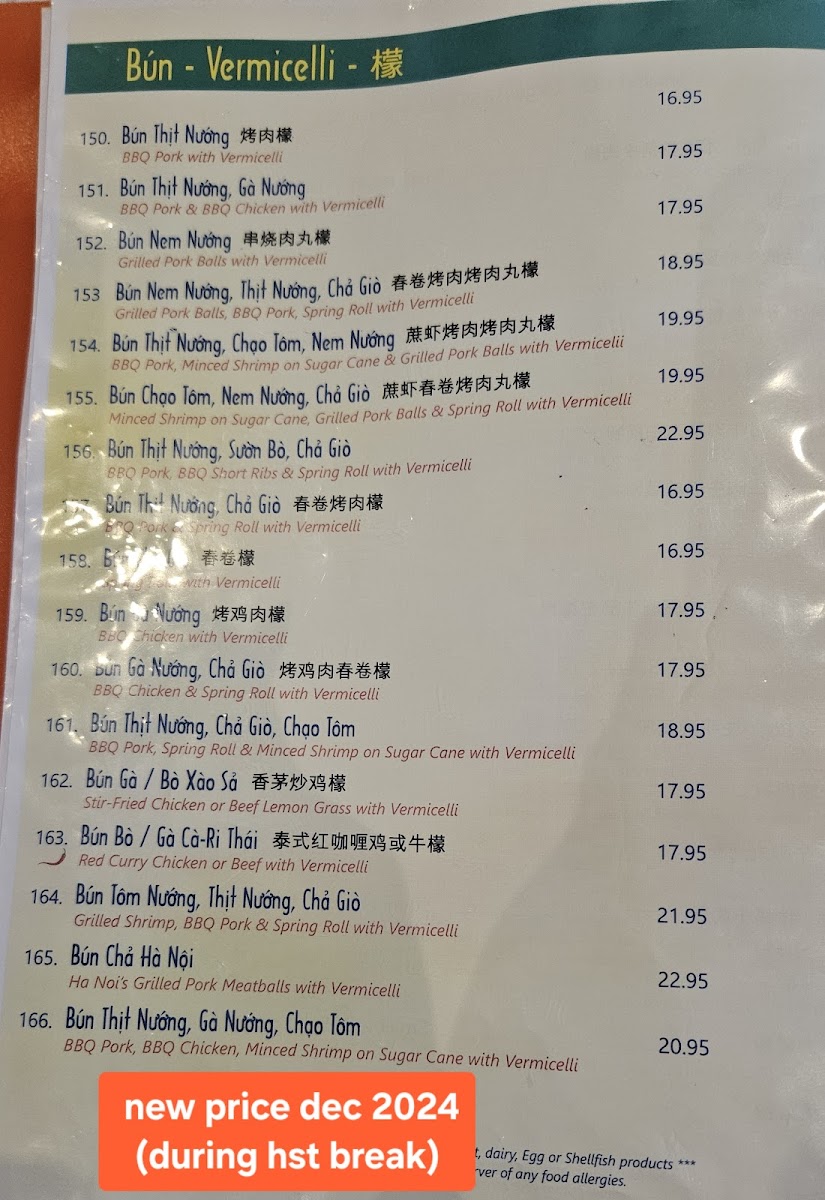 Bún - Vermicelli - 檬
150. Bún Thịt Nướng 烤肉檬 16.95
BBQ Pork with Vermicelli
151. Bún Thịt Nướng, Gà Nướng 17.95
BBQ Pork & BBQ Chicken with Vermicelli
152. Bún Nem Nướng 串烧肉丸檬 17.95
Grilled Pork Balls with Vermicelli
153 Bún Nem Nướng, Thịt Nướng, Chả Giò 春卷烤肉烤肉丸檬 18.95
Grilled Pork Balls, BBQ Pork, Spring Roll with Vermicelli
154. Bún Thịt Nướng, Chạo Tôm, Nem Nướng 蔗虾烤肉烤肉丸檬 19.95
BBQ Pork, Minced Shrimp on Sugar Cane & Grilled Pork Balls with Vermicelii
155. Bún Chạo Tôm, Nem Nướng, Chả Giò 蔗虾春卷烤肉丸檬 19.95
Minced Shrimp on Sugar Cane, Grilled Pork Balls & Spring Roll with Vermicelli
156. Bún Thịt Nướng, Sườn Bò, Chả Giò 22.95
BBQ Pork, BBQ Short Ribs & Spring Roll with Vermicelli
157. Bún Thịt Nướng, Chả Giò 春卷烤肉檬 16.95
BBQ Pork & Spring Roll with Vermicelli
158. 春卷檬 16.95
Spring Roll with Vermicelli
159. Bún Gà Nướng 烤鸡肉檬 17.95
BBQ Chicken with Vermicelli
160. Bún Gà Nướng, Chả Giò 烤鸡肉春卷檬 17.95
BBQ Chicken & Spring Roll with Vermicelli
161. Bún Thịt Nướng, Chả Giò, Chạo Tôm 18.95
BBQ Pork, Spring Roll & Minced Shrimp on Sugar Cane with Vermicelli
162. Bún Gà / Bò Xào Sả 香茅炒鸡檬 17.95
Stir-Fried Chicken or Beef Lemon Grass with Vermicelli
163. Bún Bò / Gà Cà-Ri Thái 泰式红咖喱鸡或牛檬 17.95
Red Curry Chicken or Beef with Vermicelli
164. Bún Tôm Nướng, Thịt Nướng, Chả Giò 21.95
Grilled Shrimp, BBQ Pork & Spring Roll with Vermicelli
165. Bún Chả Hà Nội 22.95
Ha Noi's Grilled Pork Meatballs with Vermicelli
166. Bún Thịt Nướng, Gà Nướng, Chạo Tôm 20.95
BBQ Pork, BBQ Chicken, Minced Shrimp on Sugar Cane with Vermicelli
new price dec 2024
(during hst break)
dairy, Egg or Shellfish products ***
of any food allergies.